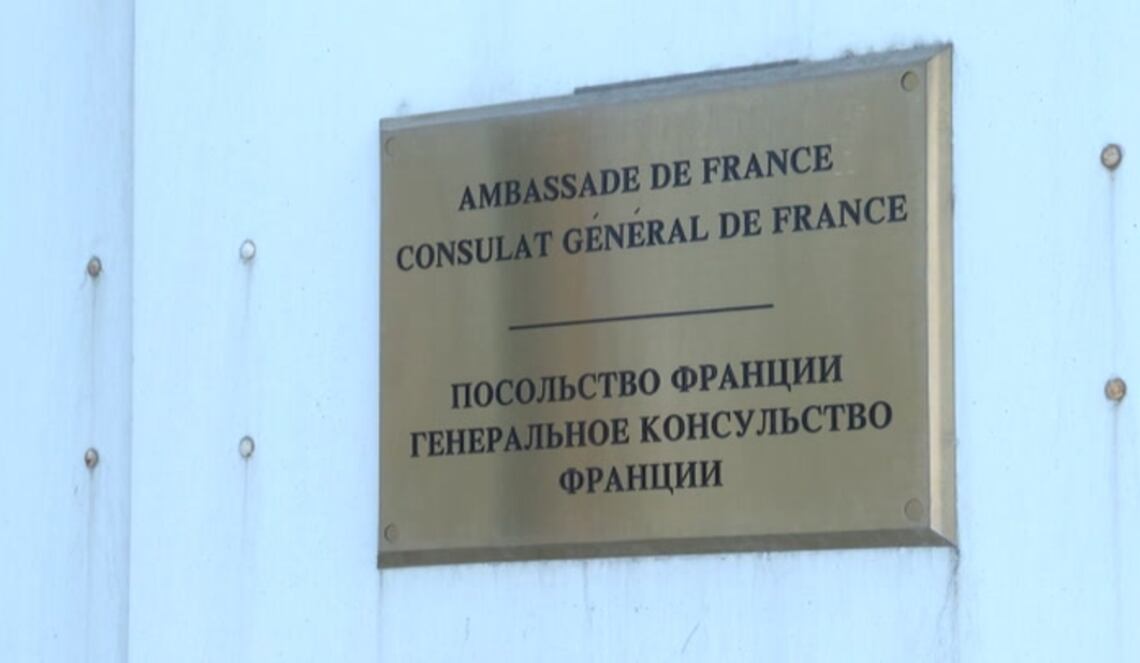 AMBASSADE DE FRANCE
CONSULAT GÉNÉRAL DE FRANCE
ПОСОЛЬСТВО ФРАНЦИИ
ГЕНЕРАЛЬНОЕ КОНСУЛЬСТВО
ФРАНЦИИ